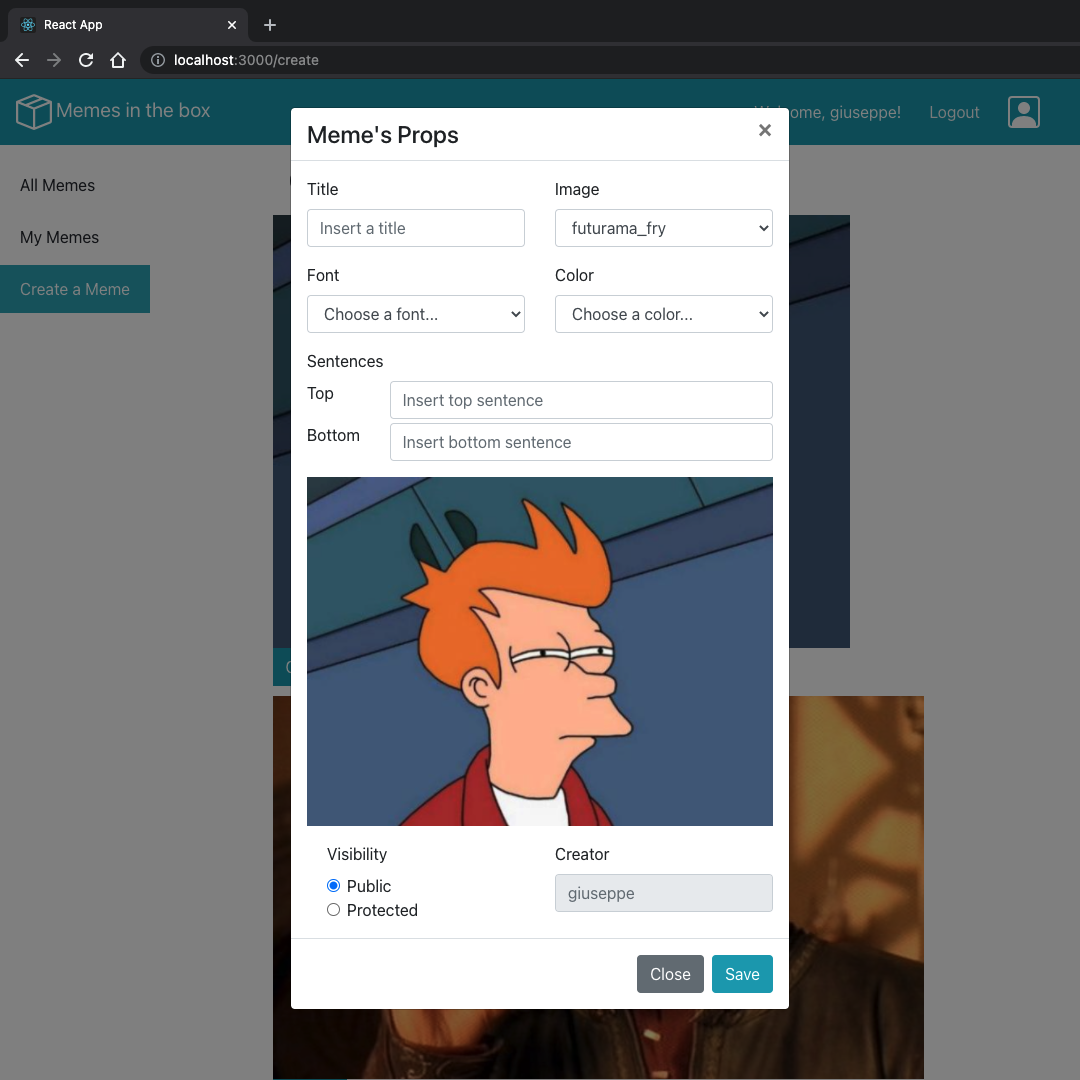 React App
localhost:3000/create
Memes in the box
ome, giuseppe!
Logout
All Memes
My Memes
Create a Meme
Meme's Props
Title
Image
Insert a title
futurama_fry
Font
Color
Choose a font...
Choose a color...
Sentences
Top
Insert top sentence
Bottom
Insert bottom sentence
Visibility
Creator
Public
giuseppe
Protected
Close
Save